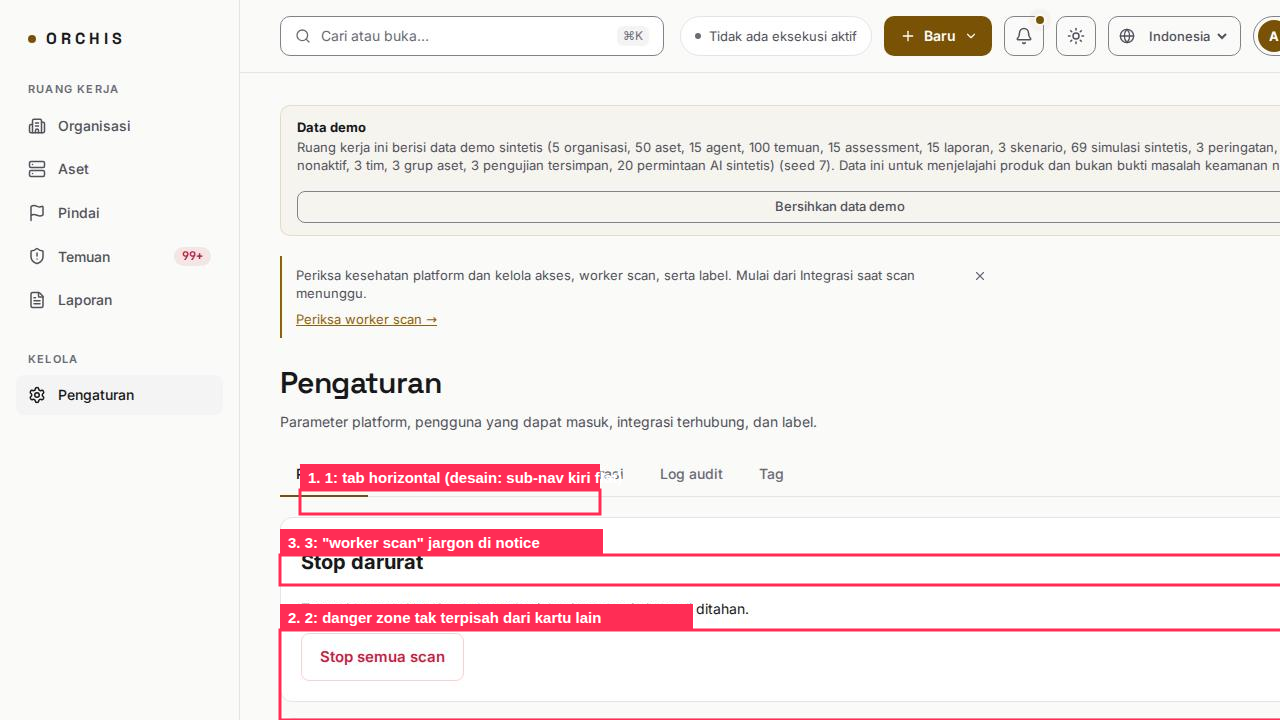 ORCHIS
Cari atau buka...
⌘K
Tidak ada eksekusi aktif
Baru
Indonesia
A
RUANG KERJA
Organisasi
Aset
Pindai
Temuan
99+
Laporan
KELOLA
Pengaturan
Data demo
Ruang kerja ini berisi data demo sintetis (5 organisasi, 50 aset, 15 agent, 100 temuan, 15 assessment, 15 laporan, 3 skenario, 69 simulasi sintetis, 3 peringatan,
nonaktif, 3 tim, 3 grup aset, 3 pengujian tersimpan, 20 permintaan AI sintetis) (seed 7). Data ini untuk menjelajahi produk dan bukan bukti masalah keamanan
Bersihkan data demo
Periksa kesehatan platform dan kelola akses, worker scan, serta label. Mulai dari Integrasi saat scan
menunggu.
Periksa worker scan →
Pengaturan
Parameter platform, pengguna yang dapat masuk, integrasi terhubung, dan label.
1. 1: tab horizontal (desain: sub-nav kiri
Log audit
Tag
3. 3: "worker scan" jargon di notice
Stop darurat
2. 2: danger zone tak terpisah dari kartu lain
ditahan.
Stop semua scan